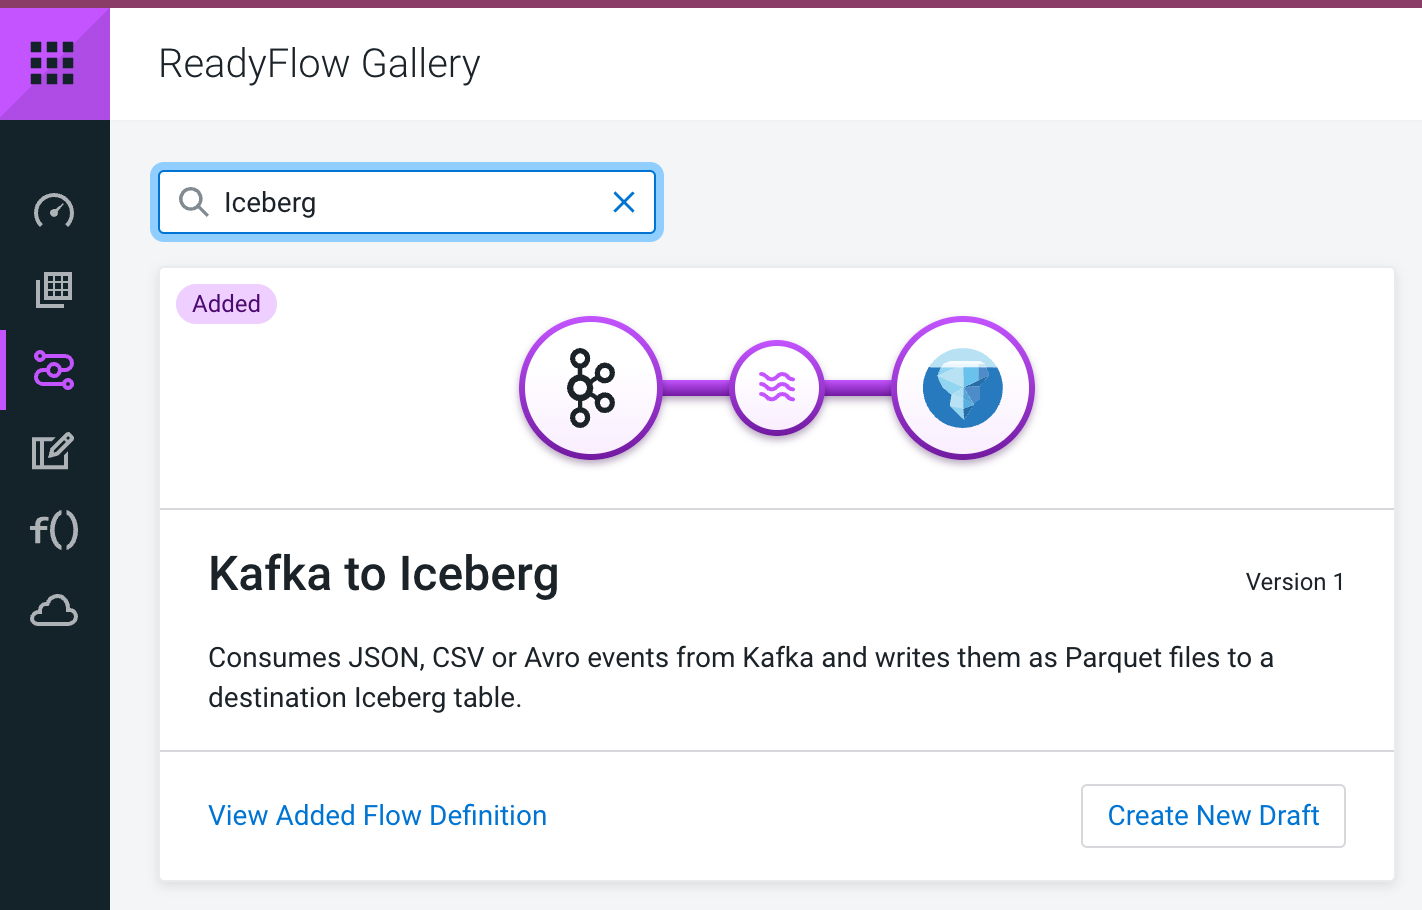 ReadyFlow Gallery
Iceberg
Added
Kafka to Iceberg
Version 1
Consumes JSON, CSV or Avro events from Kafka and writes them as Parquet files to a
destination Iceberg table.
View Added Flow Definition
Create New Draft
f()